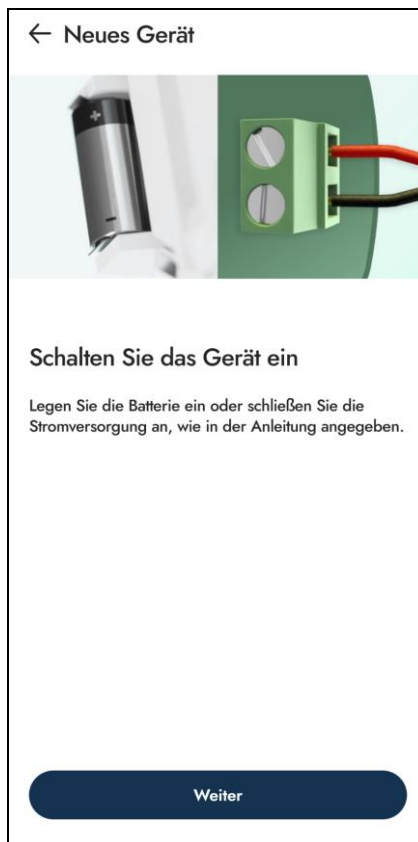 ← Neues Gerät
Schalten Sie das Gerät ein
Legen Sie die Batterie ein oder schließen Sie die
Stromversorgung an, wie in der Anleitung angegeben.
Weiter